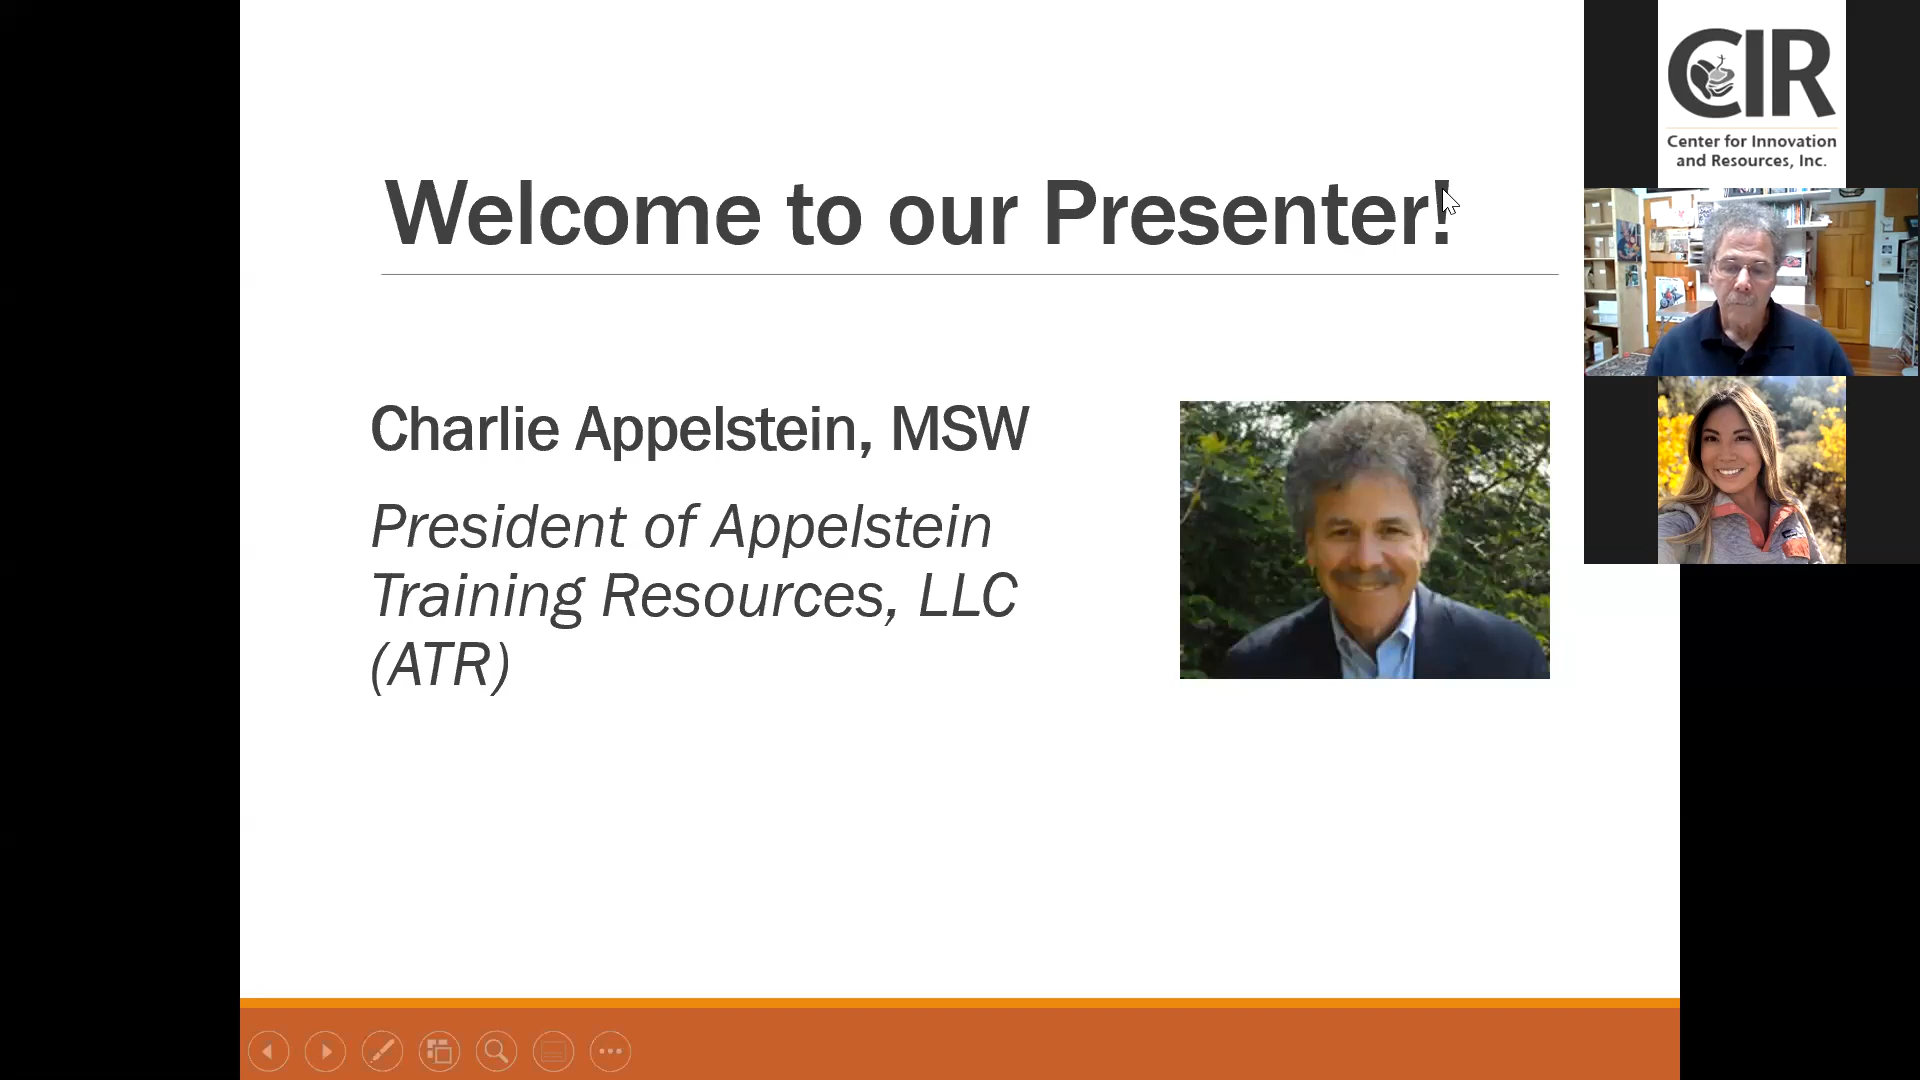 Welcome to our Presenter!
Charlie Appelstein, MSW
President of Appelstein
Training Resources, LLC
(ATR)
CIR
Center for Innovation
and Resources, Inc.